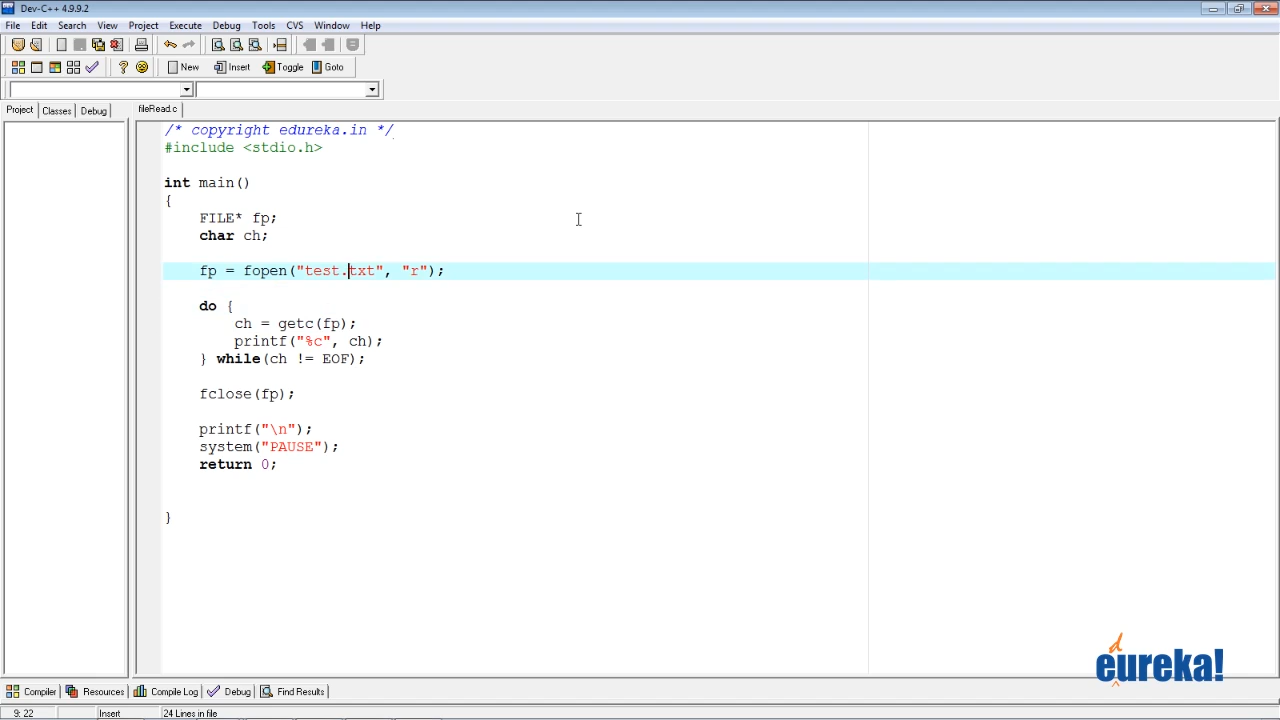 Dev-C++ 4.9.9.2
File Edit Search View Project Execute Debug Tools CVS Window Help
New Insert Toggle Goto
Project Classes Debug fileRead.c
/* copyright edureka.in */
#include <stdio.h>
int main()
{
FILE* fp;
char ch;
fp = fopen("test.txt", "r");
do {
ch = getc(fp);
printf("%c", ch);
} while(ch != EOF);
fclose(fp);
printf("\n");
system("PAUSE");
return 0;
}
edureka!
Compiler Resources Compile Log Debug Find Results
9: 22 Insert 24 Lines in file